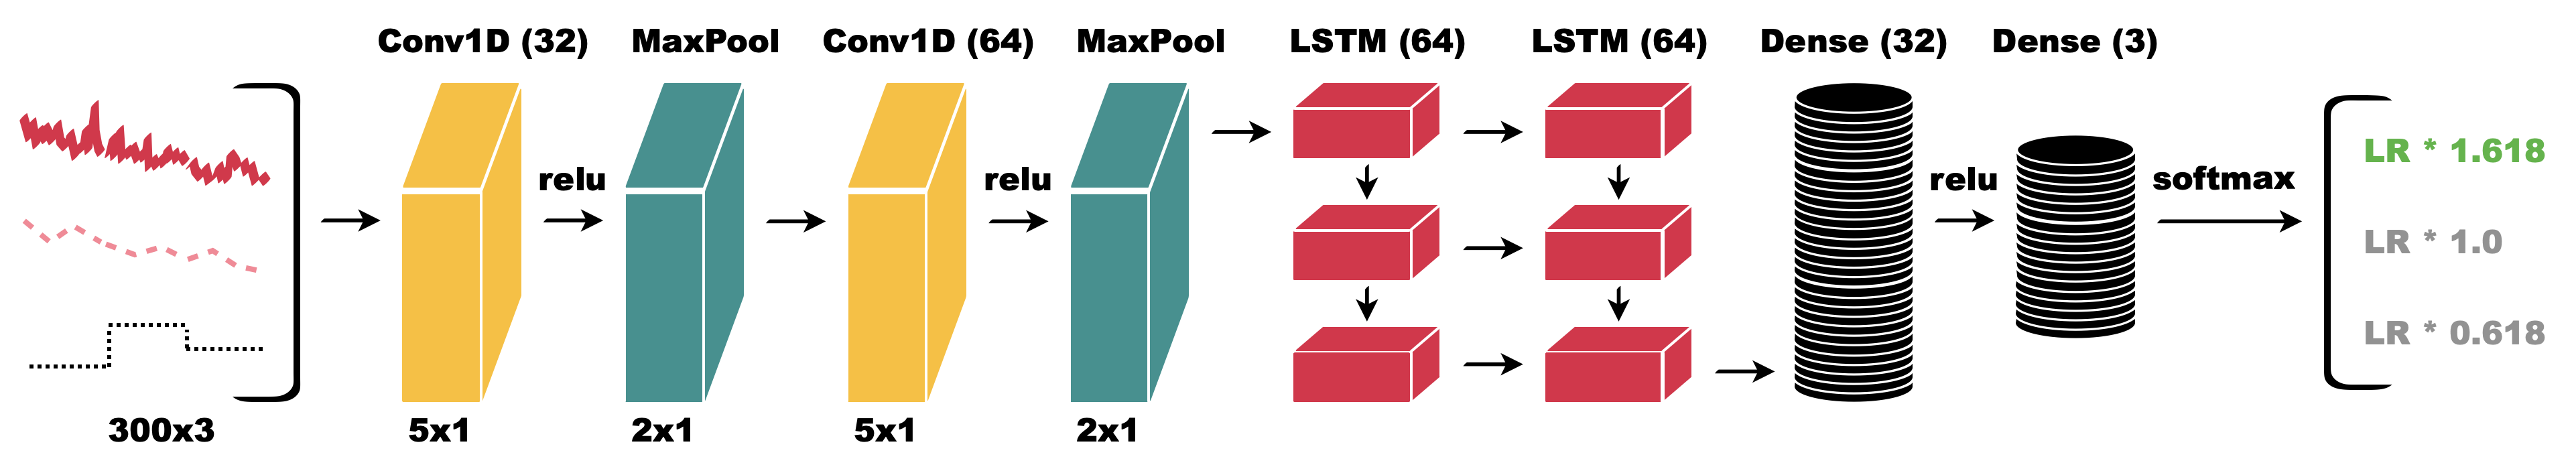 Conv1D (32)
MaxPool
Conv1D (64)
MaxPool
LSTM (64)
LSTM (64)
Dense (32)
Dense (3)
relu
relu
relu
softmax
LR * 1.618
LR * 1.0
LR * 0.618
300x3
5x1
2x1
5x1
2x1